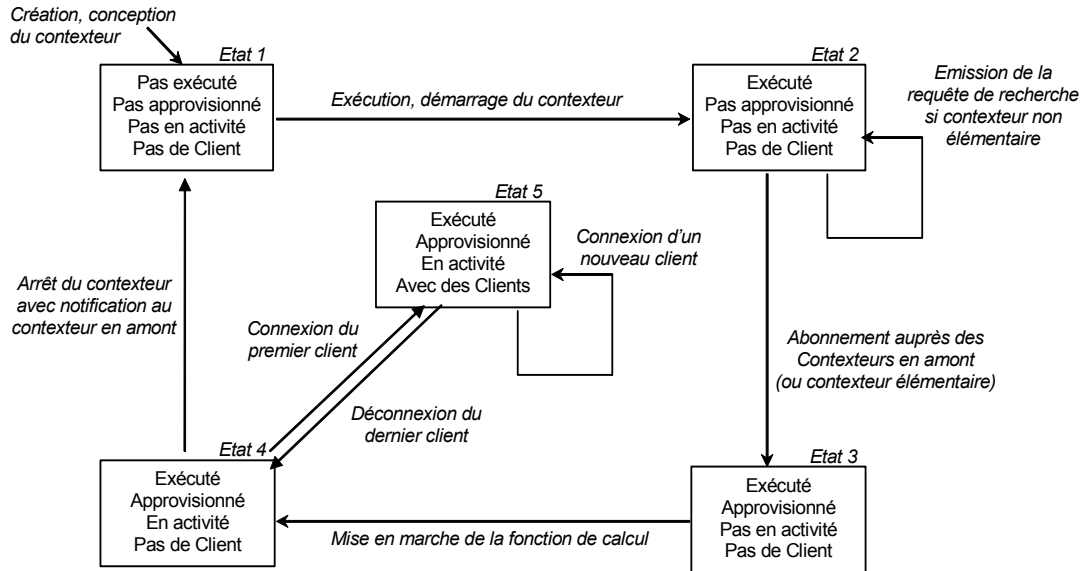 Création, conception
du contexteur
Etat 1
Pas exécuté
Pas approvisionné
Pas en activité
Pas de Client
Exécution, démarrage du contexteur
Etat 2
Exécuté
Pas approvisionné
Pas en activité
Pas de Client
Emission de la
requête de recherche
si contexteur non
élémentaire
Etat 5
Exécuté
Approvisionné
En activité
Avec des Clients
Connexion d'un
nouveau client
Arrêt du contexteur
avec notification au
contexteur en amont
Connexion du
premier client
Déconnexion du
dernier client
Abonnement auprès des
Contexteurs en amont
(ou contexteur élémentaire)
Etat 4
Exécuté
Approvisionné
En activité
Pas de Client
Mise en marche de la fonction de calcul
Etat 3
Exécuté
Approvisionné
Pas en activité
Pas de Client